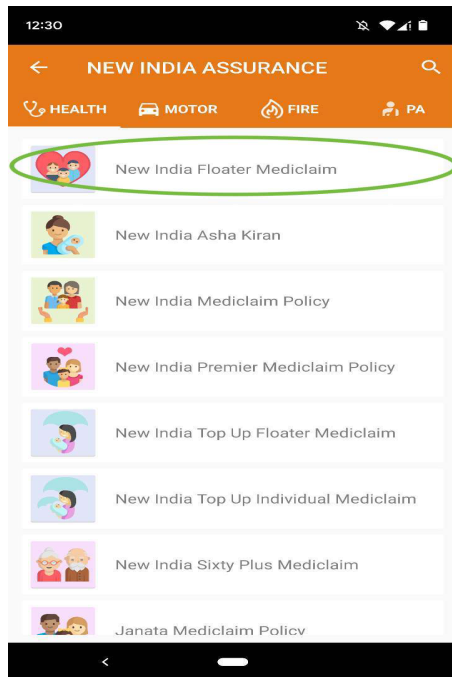 12:30
NEW INDIA ASSURANCE
HEALTH MOTOR FIRE PA
New India Floater Mediclaim
New India Asha Kiran
New India Mediclaim Policy
New India Premier Mediclaim Policy
New India Top Up Floater Mediclaim
New India Top Up Individual Mediclaim
New India Sixty Plus Mediclaim
Janata Mediclaim Policy